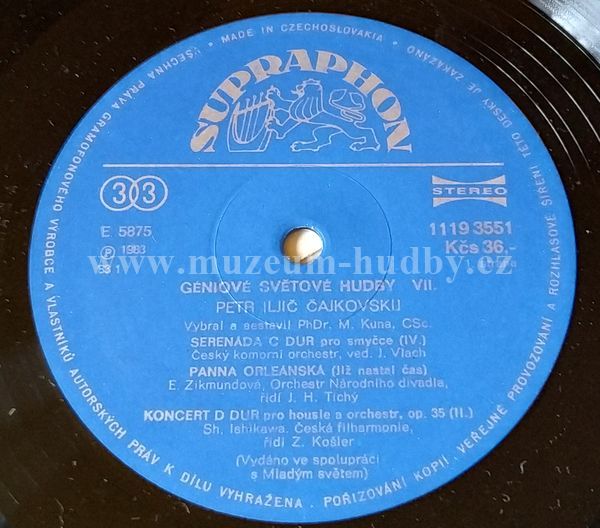 VŠECHNA PRÁVA GRAMOFONOVÉHO VÝROBCE A VLASTNÍKŮ AUTORSKÝCH PRÁV K DÍLU VYHRAŽENA. POŘIZOVÁNÍ KOPIÍ, VEŘEJNÉ PROVOZOVÁNÍ A ROZHLASOVÉ ŠÍŘENÍ TÉTO DESKY JE ZAKÁZÁNO • MADE IN CZECHOSLOVAKIA •
SUPRAPHON
33
STEREO
E 5875
1119 3551
℗ 1983
Kčs 36.-
83 1
www.muzeum-hudby.cz
GÉNIOVÉ SVĚTOVÉ HUDBY VII.
PETR ILJIČ ČAJKOVSKIJ
Vybral a sestavil PhDr. M. Kuna, CSc.
SERENÁDA C DUR pro smyčce (IV.)
Český komorní orchestr, ved. J. Vlach
PANNA ORLEÁNSKÁ (Již nastal čas)
E. Zikmundová, Orchestr Národního divadla,
řídí J. H. Tichý
KONCERT D DUR pro housle a orchestr, op. 35 (II.)
Sh. Ishikawa, Česká filharmonie,
řídí Z. Košler
(Vydáno ve spolupráci
s Mladým světem)